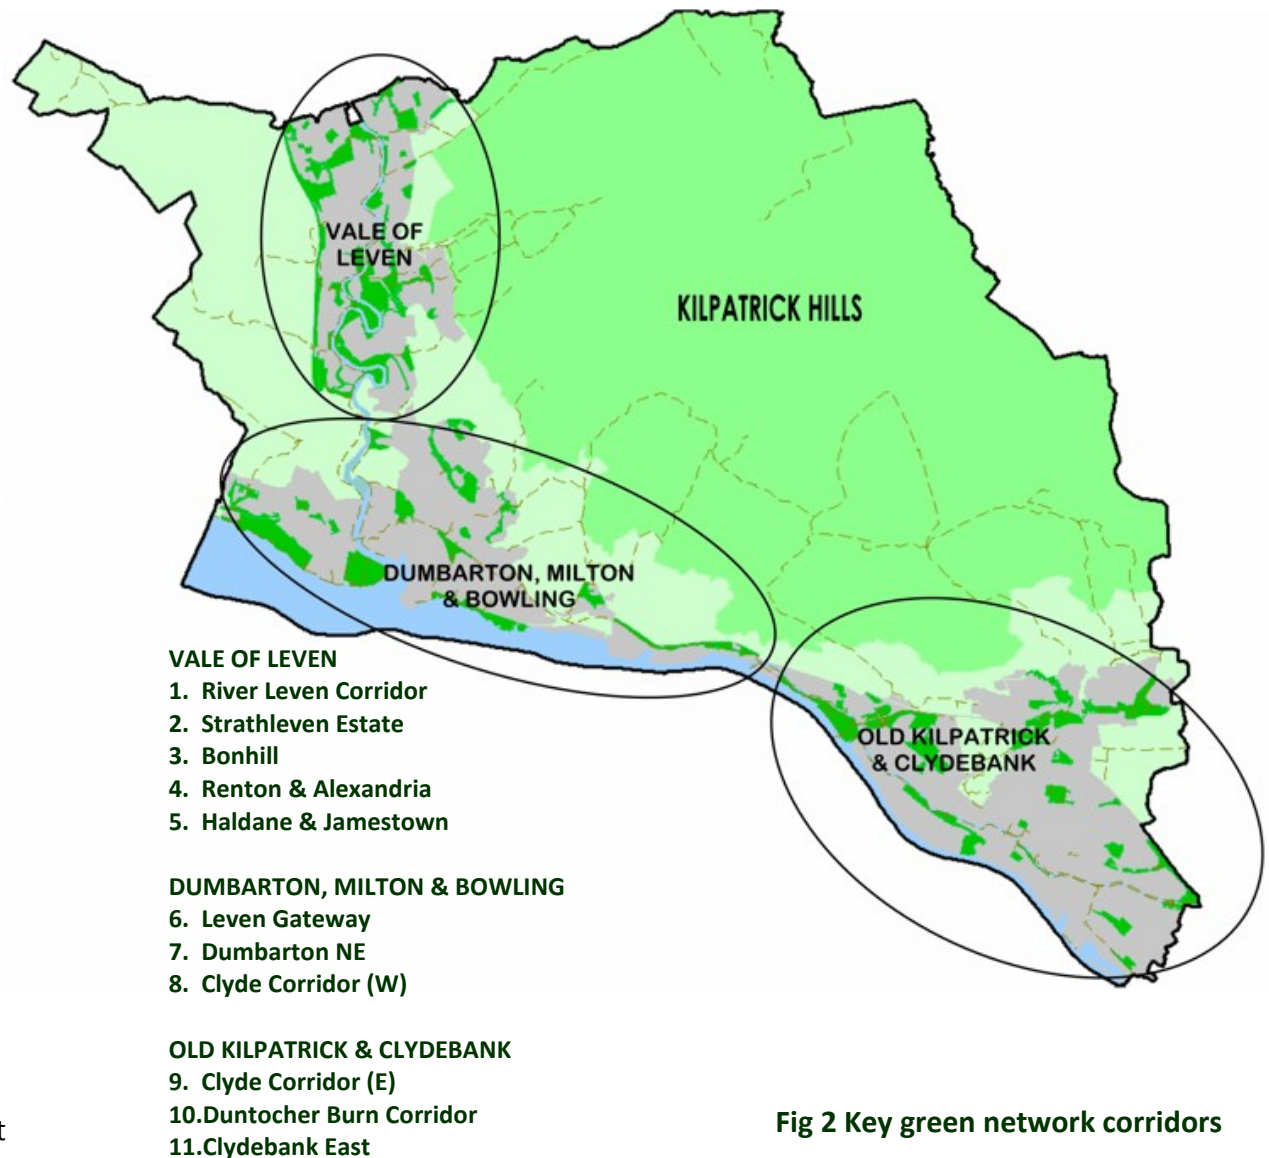 VALE OF
LEVEN
KILPATRICK HILLS
DUMBARTON, MILTON
& BOWLING
OLD KILPATRICK
& CLYDEBANK
VALE OF LEVEN
1. River Leven Corridor
2. Strathleven Estate
3. Bonhill
4. Renton & Alexandria
5. Haldane & Jamestown
DUMBARTON, MILTON & BOWLING
6. Leven Gateway
7. Dumbarton NE
8. Clyde Corridor (W)
OLD KILPATRICK & CLYDEBANK
9. Clyde Corridor (E)
10.Duntocher Burn Corridor
11.Clydebank East
t
Fig 2 Key green network corridors